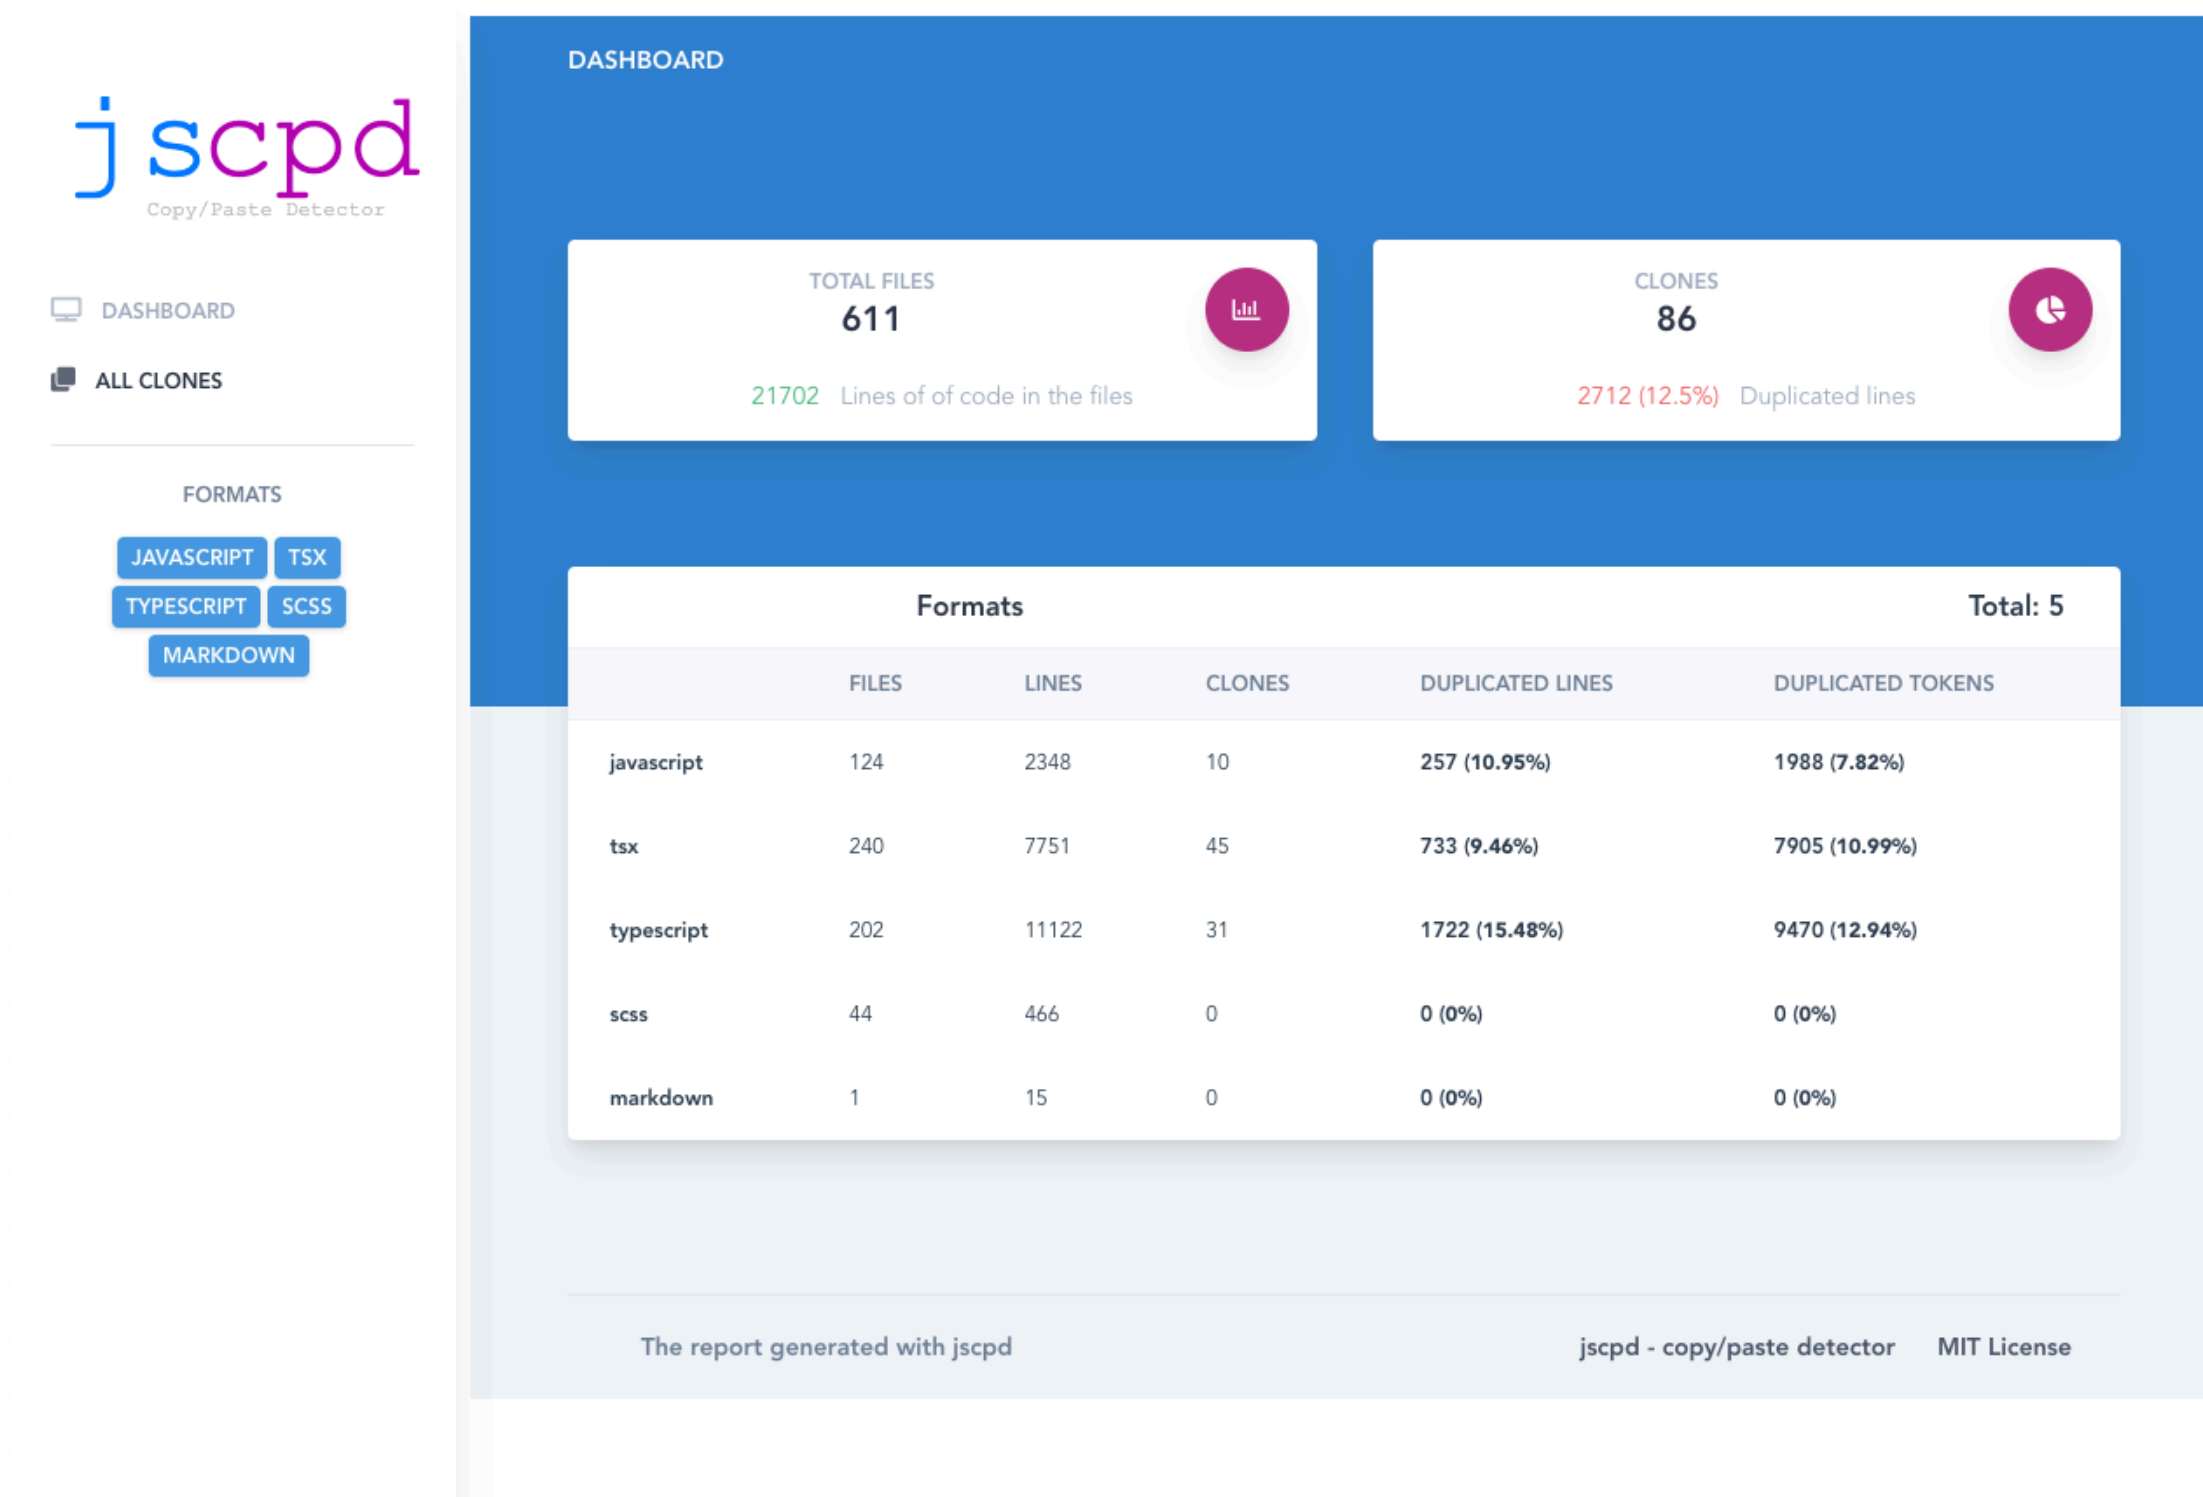 jscpd
Copy/Paste Detector
DASHBOARD
ALL CLONES
FORMATS
JAVASCRIPT TSX
TYPESCRIPT SCSS
MARKDOWN
DASHBOARD
TOTAL FILES
611
21702 Lines of of code in the files
CLONES
86
2712 (12.5%) Duplicated lines
Formats Total: 5
FILES LINES CLONES DUPLICATED LINES DUPLICATED TOKENS
javascript 124 2348 10 257 (10.95%) 1988 (7.82%)
tsx 240 7751 45 733 (9.46%) 7905 (10.99%)
typescript 202 11122 31 1722 (15.48%) 9470 (12.94%)
scss 44 466 0 0 (0%) 0 (0%)
markdown 1 15 0 0 (0%) 0 (0%)
The report generated with jscpd jscpd - copy/paste detector MIT License